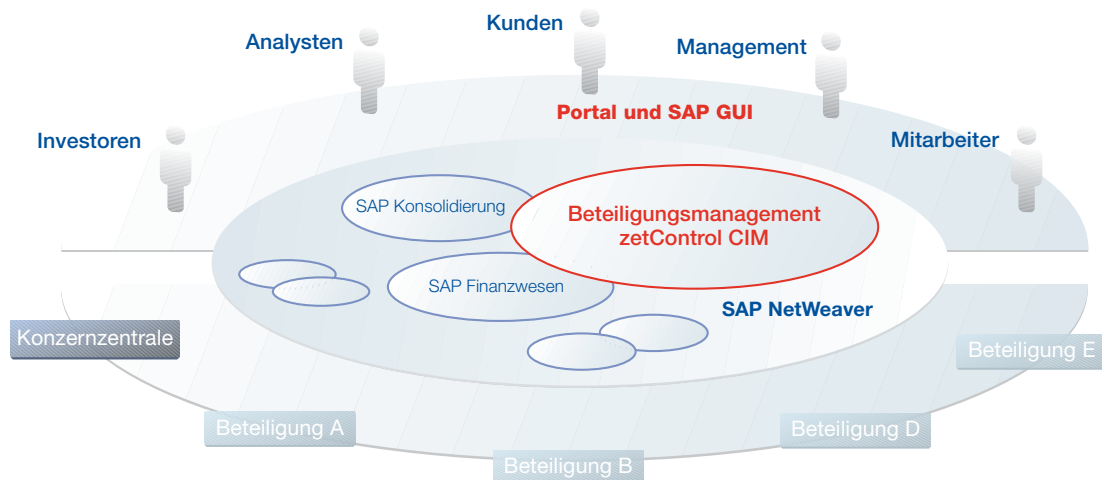 Kunden
Analysten
Management
Portal und SAP GUI
Investoren
Mitarbeiter
SAP Konsolidierung
Beteiligungsmanagement
zetControl CIM
SAP Finanzwesen
SAP NetWeaver
Konzernzentrale
Beteiligung E
Beteiligung A
Beteiligung D
Beteiligung B